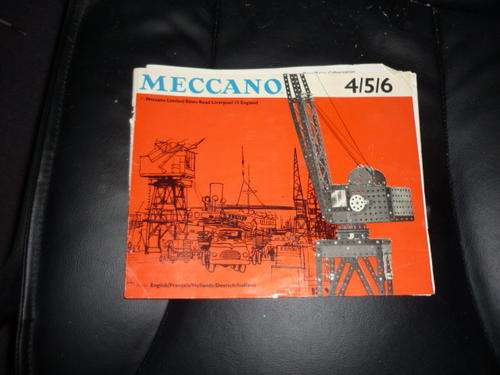 MECCANO
4/5/6
Meccano Limited Binns Road Liverpool 13 England
English/Français/Hollands/Deutsch/Italiano